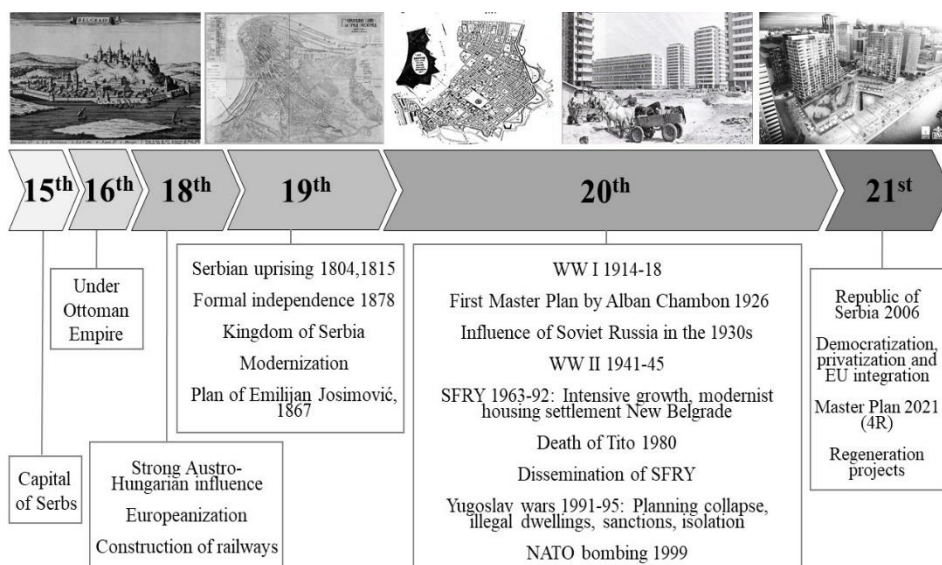 15th
16th
18th
19th
20th
21st
Capital
of Serbs
Under
Ottoman
Empire
Strong Austro-
Hungarian influence
Europeanization
Construction of railways
Serbian uprising 1804,1815
Formal independence 1878
Kingdom of Serbia
Modernization
Plan of Emilijan Josimović,
1867
WW I 1914-18
First Master Plan by Alban Chambon 1926
Influence of Soviet Russia in the 1930s
WW II 1941-45
SFRY 1963-92: Intensive growth, modernist
housing settlement New Belgrade
Death of Tito 1980
Dissemination of SFRY
Yugoslav wars 1991-95: Planning collapse,
illegal dwellings, sanctions, isolation
NATO bombing 1999
Republic of
Serbia 2006
Democratization,
privatization and
EU integration
Master Plan 2021
(4R)
Regeneration
projects